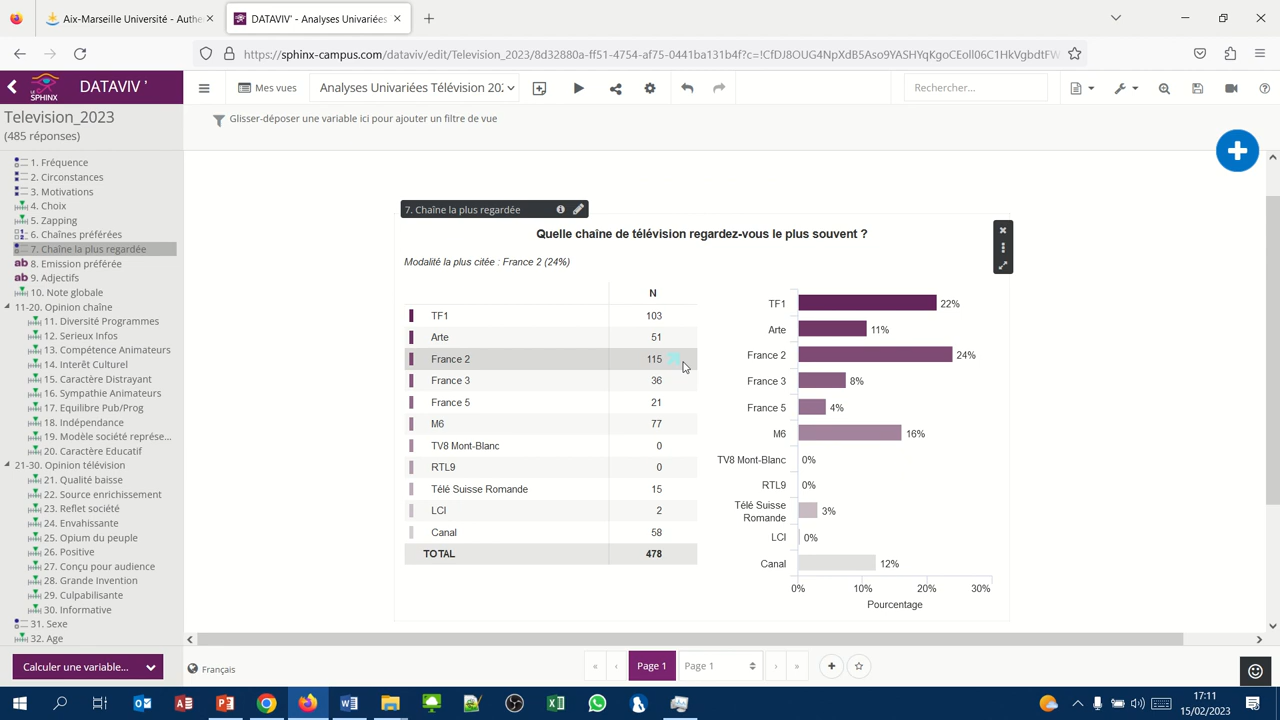 Aix-Marseille Université - Authe
DATAVIV' - Analyses Univariées
https://sphinx-campus.com/dataviv/edit/Television_2023/8d32880a-ff51-4754-af75-0441ba131b4f?c=!CfDJ8OUG4NpXdB5Aso9YASHYqKgoCEoll06C1HkVgbdtFW
LE SPHINX
DATAVIV '
Mes vues
Analyses Univariées Télévision 202
Rechercher...
Television_2023
(485 réponses)
Glisser-déposer une variable ici pour ajouter un filtre de vue
1. Fréquence
2. Circonstances
3. Motivations
4. Choix
5. Zapping
6. Chaînes préférées
7. Chaîne la plus regardée
8. Emission préférée
9. Adjectifs
10. Note globale
11-20. Opinion chaîne
11. Diversité Programmes
12. Serieux Infos
13. Compétence Animateurs
14. Intérêt Culturel
15. Caractère Distrayant
16. Sympathie Animateurs
17. Equilibre Pub/Prog
18. Indépendance
19. Modèle société représe...
20. Caractère Educatif
21-30. Opinion télévision
21. Qualité baisse
22. Source enrichissement
23. Reflet société
24. Envahissante
25. Opium du peuple
26. Positive
27. Conçu pour audience
28. Grande Invention
29. Culpabilisante
30. Informative
31. Sexe
32. Age
Calculer une variable...
7. Chaîne la plus regardée
Quelle chaine de télévision regardez-vous le plus souvent ?
Modalité la plus citée : France 2 (24%)
N
TF1 103
Arte 51
France 2 115
France 3 36
France 5 21
M6 77
TV8 Mont-Blanc 0
RTL9 0
Télé Suisse Romande 15
LCI 2
Canal 58
TOTAL 478
TF1 22%
Arte 11%
France 2 24%
France 3 8%
France 5 4%
M6 16%
TV8 Mont-Blanc 0%
RTL9 0%
Télé Suisse
Romande 3%
LCI 0%
Canal 12%
0% 10% 20% 30%
Pourcentage
Français
« ‹ Page 1 Page 1 › »
17:11
15/02/2023